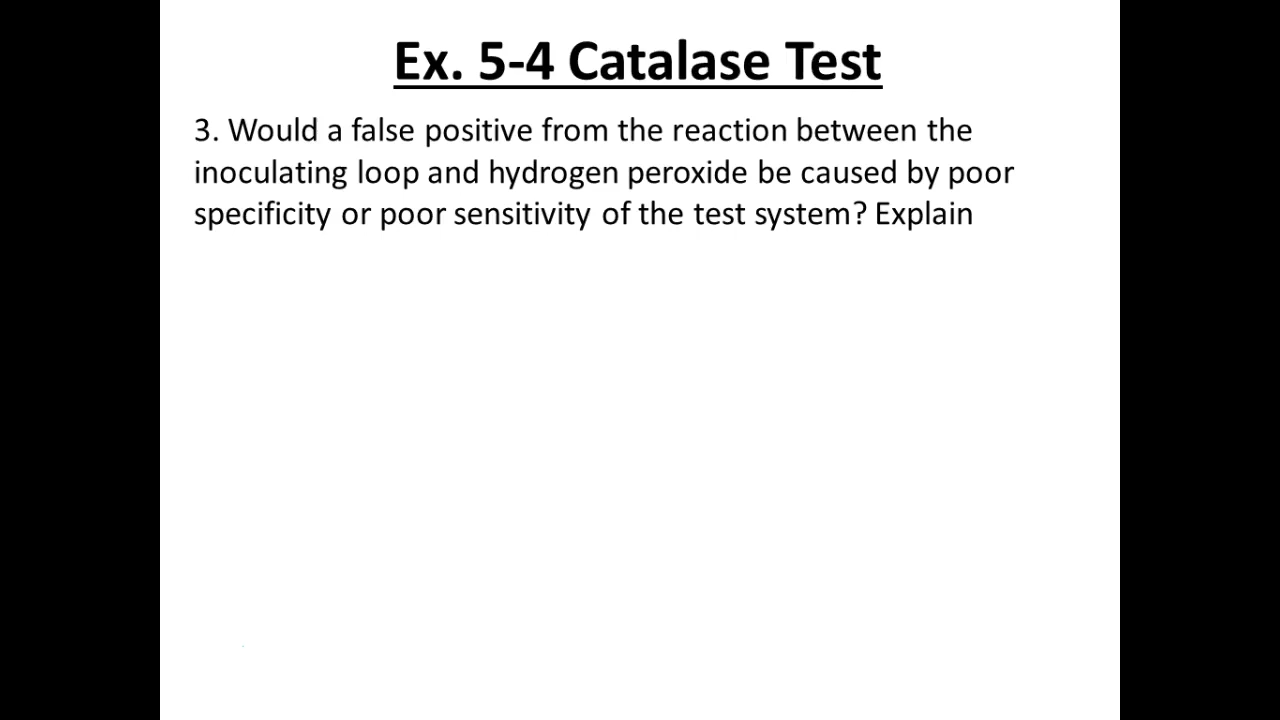 Ex. 5-4 Catalase Test
3. Would a false positive from the reaction between the
inoculating loop and hydrogen peroxide be caused by poor
specificity or poor sensitivity of the test system? Explain